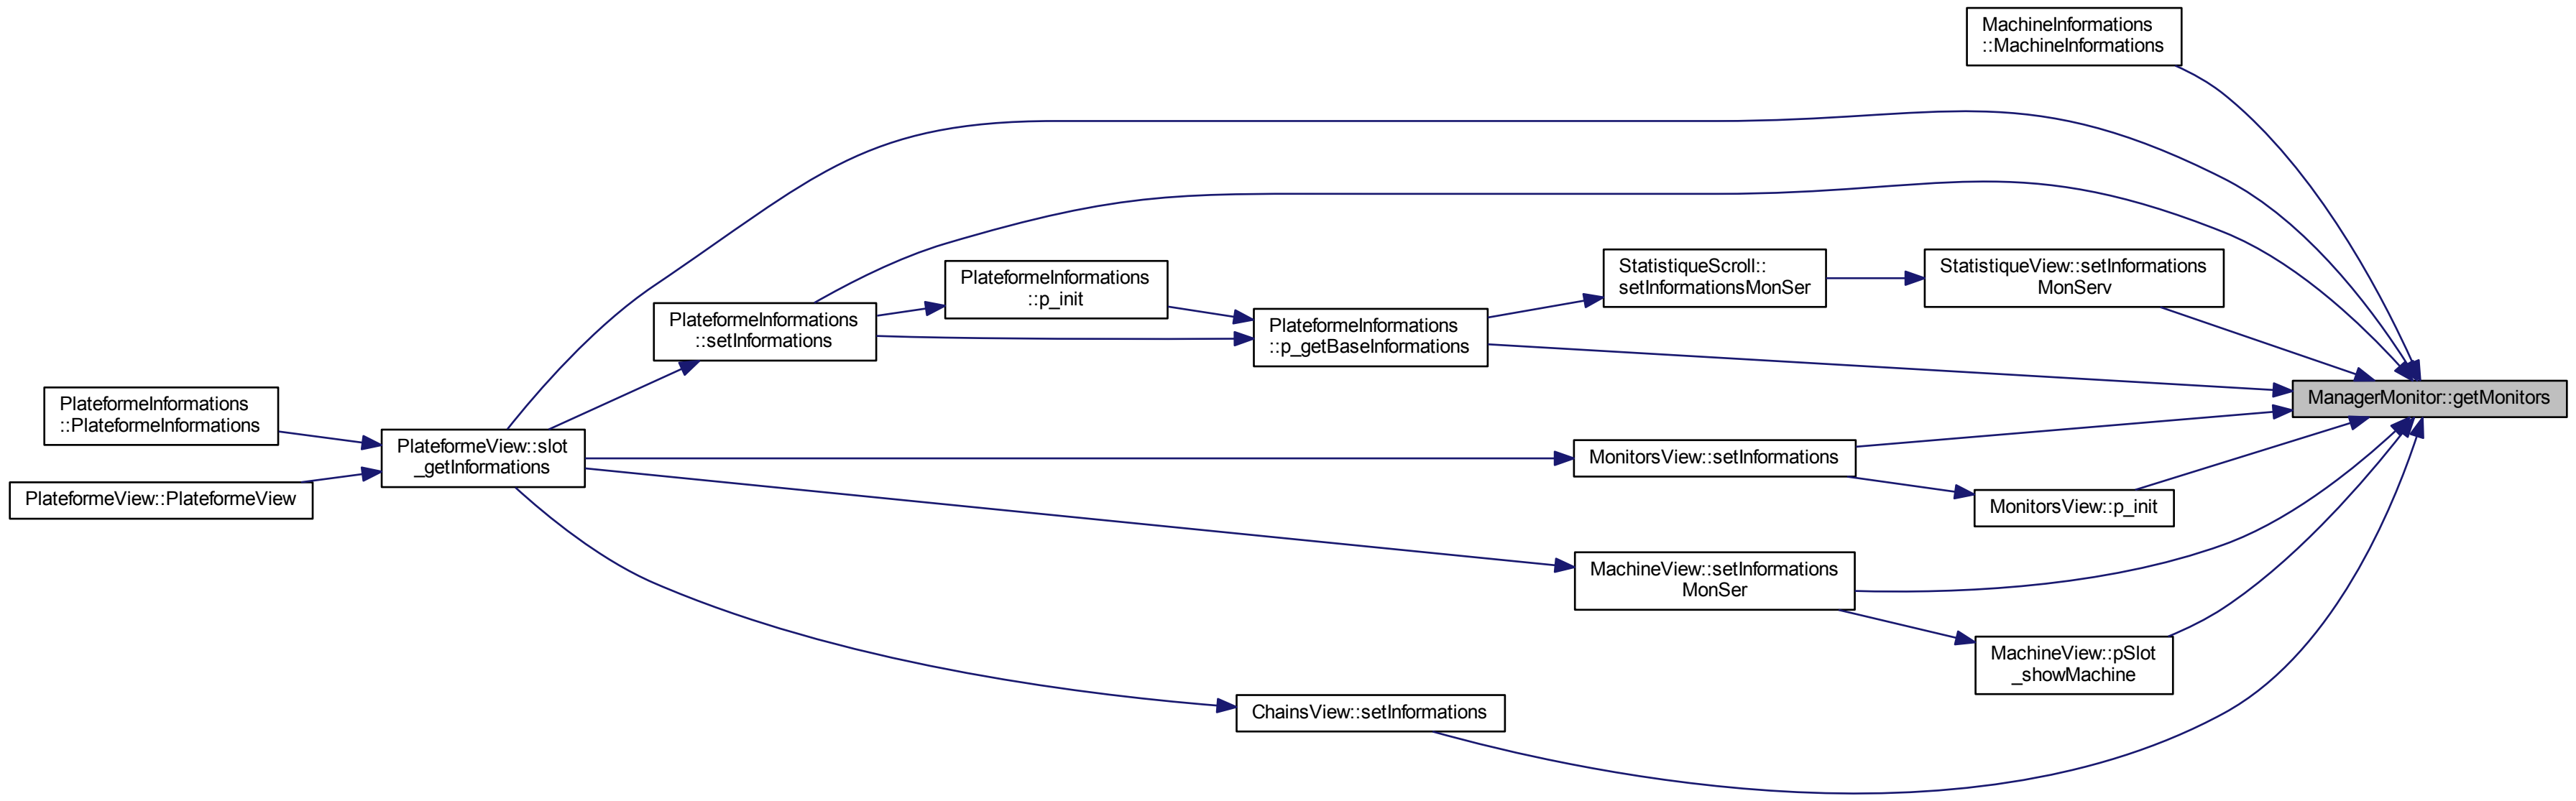 MachineInformations
::MachineInformations
PlateformeInformations
::p_init
StatistiqueScroll::
setInformationsMonSer
StatistiqueView::setInformations
MonServ
PlateformeInformations
::setInformations
PlateformeInformations
::p_getBaseInformations
ManagerMonitor::getMonitors
PlateformeInformations
::PlateformeInformations
PlateformeView::slot
_getInformations
PlateformeView::PlateformeView
MonitorsView::setInformations
MonitorsView::p_init
MachineView::setInformations
MonSer
MachineView::pSlot
_showMachine
ChainsView::setInformations